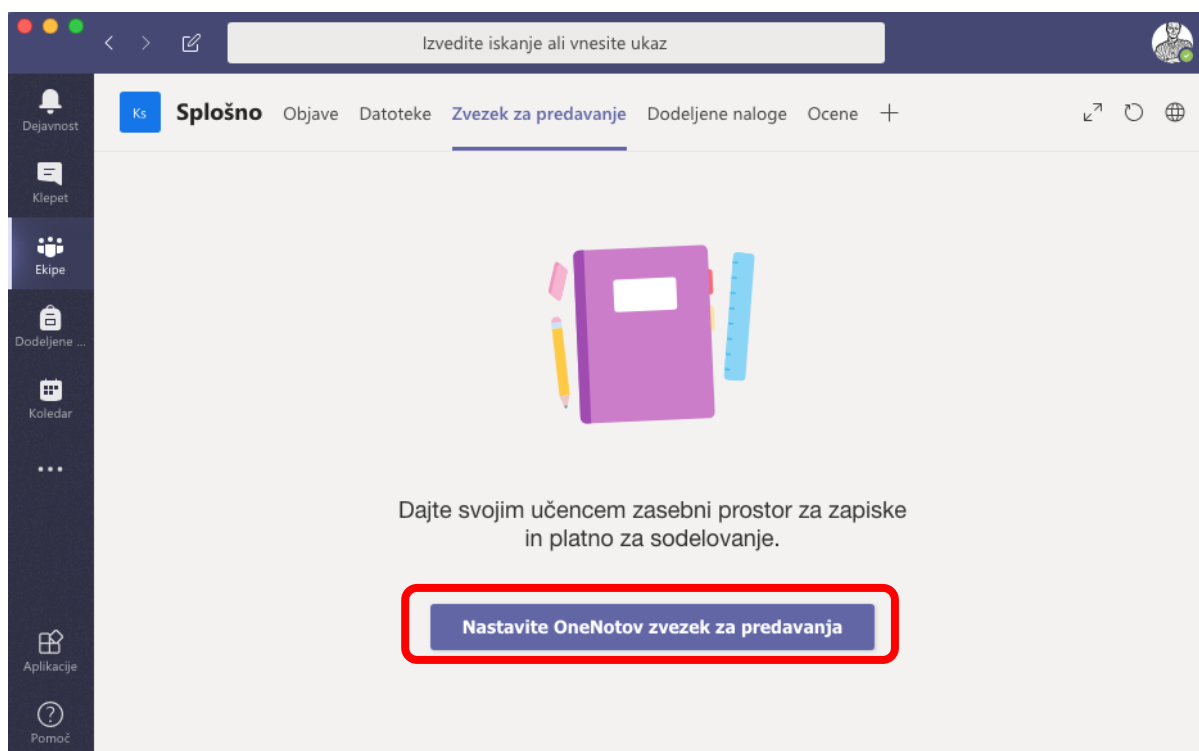 Izvedite iskanje ali vnesite ukaz
Dejavnost
Klepet
Ekipe
Dodeljene ...
Koledar
Aplikacije
Pomoč
Ks Splošno Objave Datoteke Zvezek za predavanje Dodeljene naloge Ocene
Dajte svojim učencem zasebni prostor za zapiske
in platno za sodelovanje.
Nastavite OneNotov zvezek za predavanja